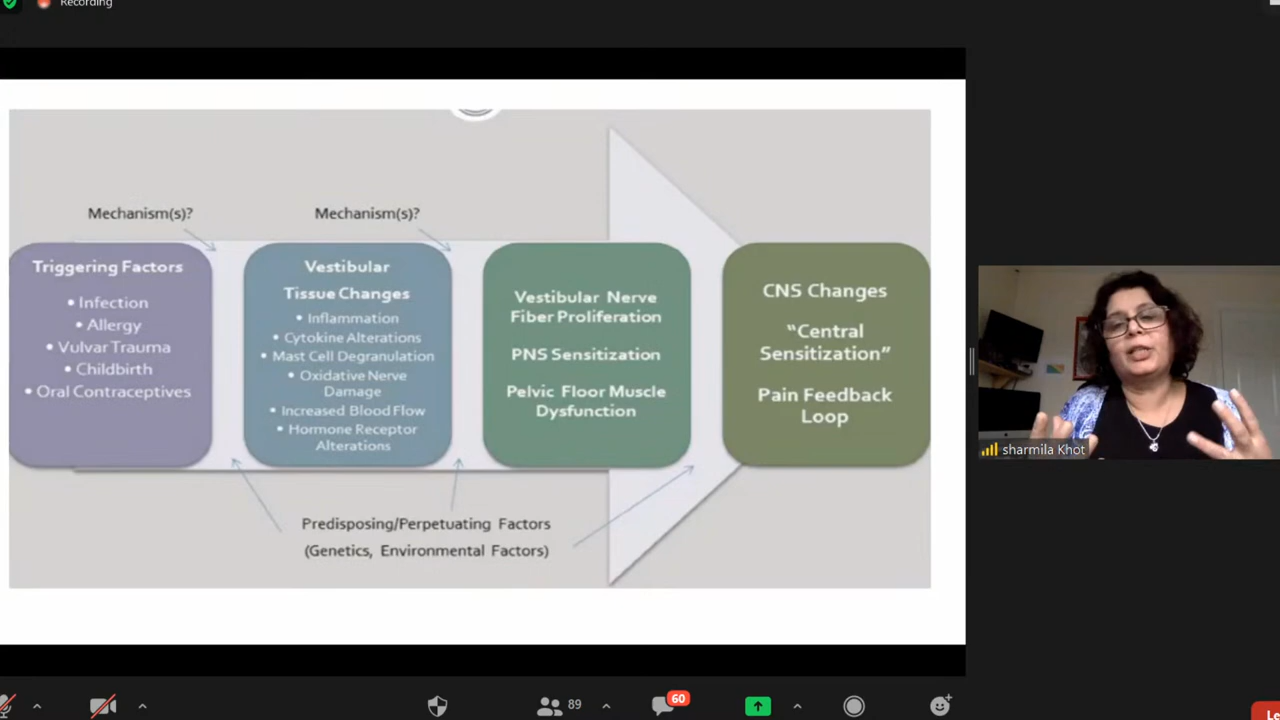 Recording
Mechanism(s)?
Mechanism(s)?
Triggering Factors
• Infection
• Allergy
• Vulvar Trauma
• Childbirth
• Oral Contraceptives
Vestibular
Tissue Changes
• Inflammation
• Cytokine Alterations
• Mast Cell Degranulation
• Oxidative Nerve
Damage
• Increased Blood Flow
• Hormone Receptor
Alterations
Vestibular Nerve
Fiber Proliferation
PNS Sensitization
Pelvic Floor Muscle
Dysfunction
CNS Changes
“Central
Sensitization”
Pain Feedback
Loop
Predisposing/Perpetuating Factors
(Genetics, Environmental Factors)
sharmila Khot
89
60